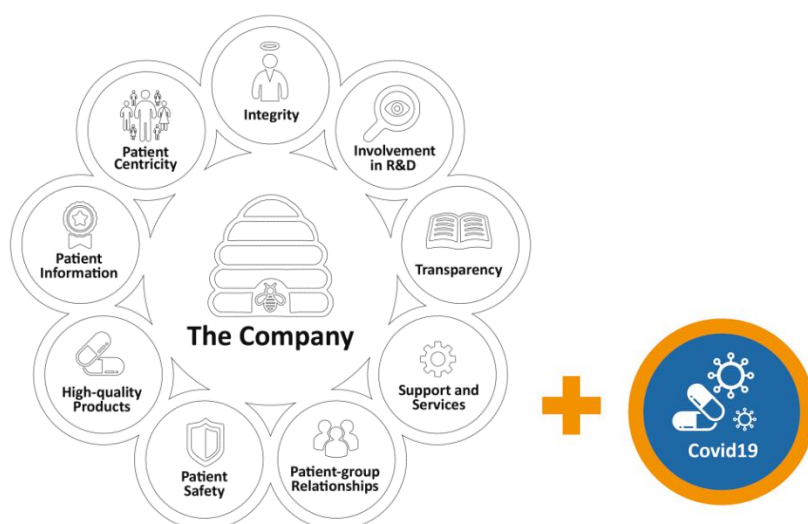 Integrity
Involvement
in R&D
Transparency
Support and
Services
Patient-group
Relationships
Patient
Safety
High-quality
Products
Patient
Information
Patient
Centricity
The Company
Covid19